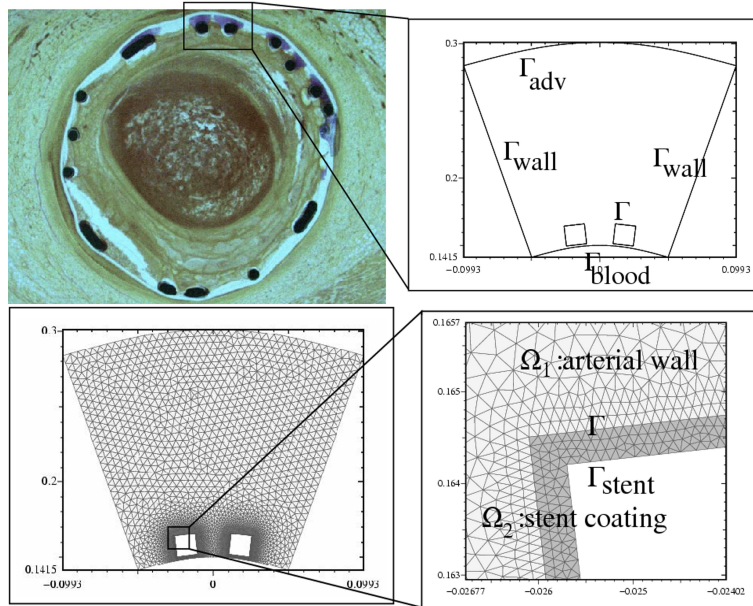 0.3
Γadv
Γwall
Γwall
0.2
Γ
0.1415
Γblood
−0.0993
0.0
0.0993
0.3
0.2
0.1415
−0.0993
0
0.0993
0.1657
Ω1:arterial wall
0.165
Γ
0.164
Γstent
Ω2:stent coating
0.163
−0.02677
−0.026
−0.025
−0.02402